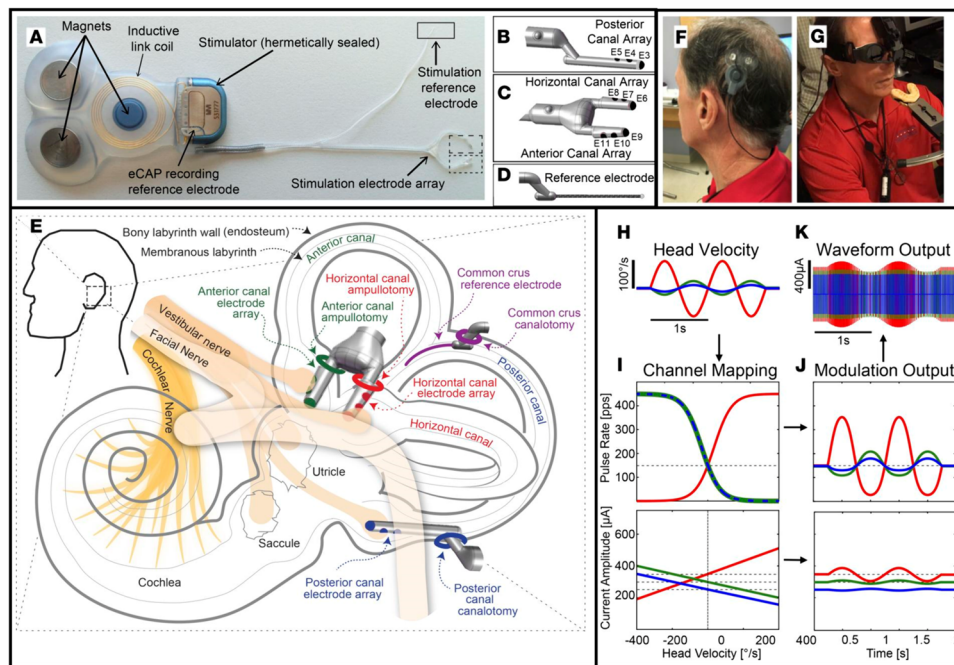 A
Magnets
Inductive
link coil
Stimulator (hermetically sealed)
Stimulation
reference
electrode
eCAP recording
reference electrode
Stimulation electrode array
B
Posterior
Canal Array
E5 E4 E3
C
Horizontal Canal Array
E8 E7 E6
E9
E11 E10
Anterior Canal Array
D
Reference electrode
F
G
E
Bony labyrinth wall (endosteum)
Membranous labyrinth
Anterior canal
Horizontal canal
ampullotomy
Common crus
reference electrode
Anterior canal
electrode
array
Anterior canal
ampullotomy
Common crus
canalotomy
Vestibular nerve
Facial Nerve
Cochlear
Nerve
Posterior canal
Horizontal canal
electrode array
Horizontal canal
Utricle
Saccule
Cochlea
Posterior canal
electrode array
Posterior
canal
canalotomy
H
Head Velocity
100°/s
1s
K
Waveform Output
400µA
1s
I
Channel Mapping
Pulse Rate [pps]
400
300
200
100
Current Amplitude [µA]
600
400
200
-400
-200
0
200
400
Head Velocity [°/s]
J
Modulation Output
0.5
1
1.5
Time [s]